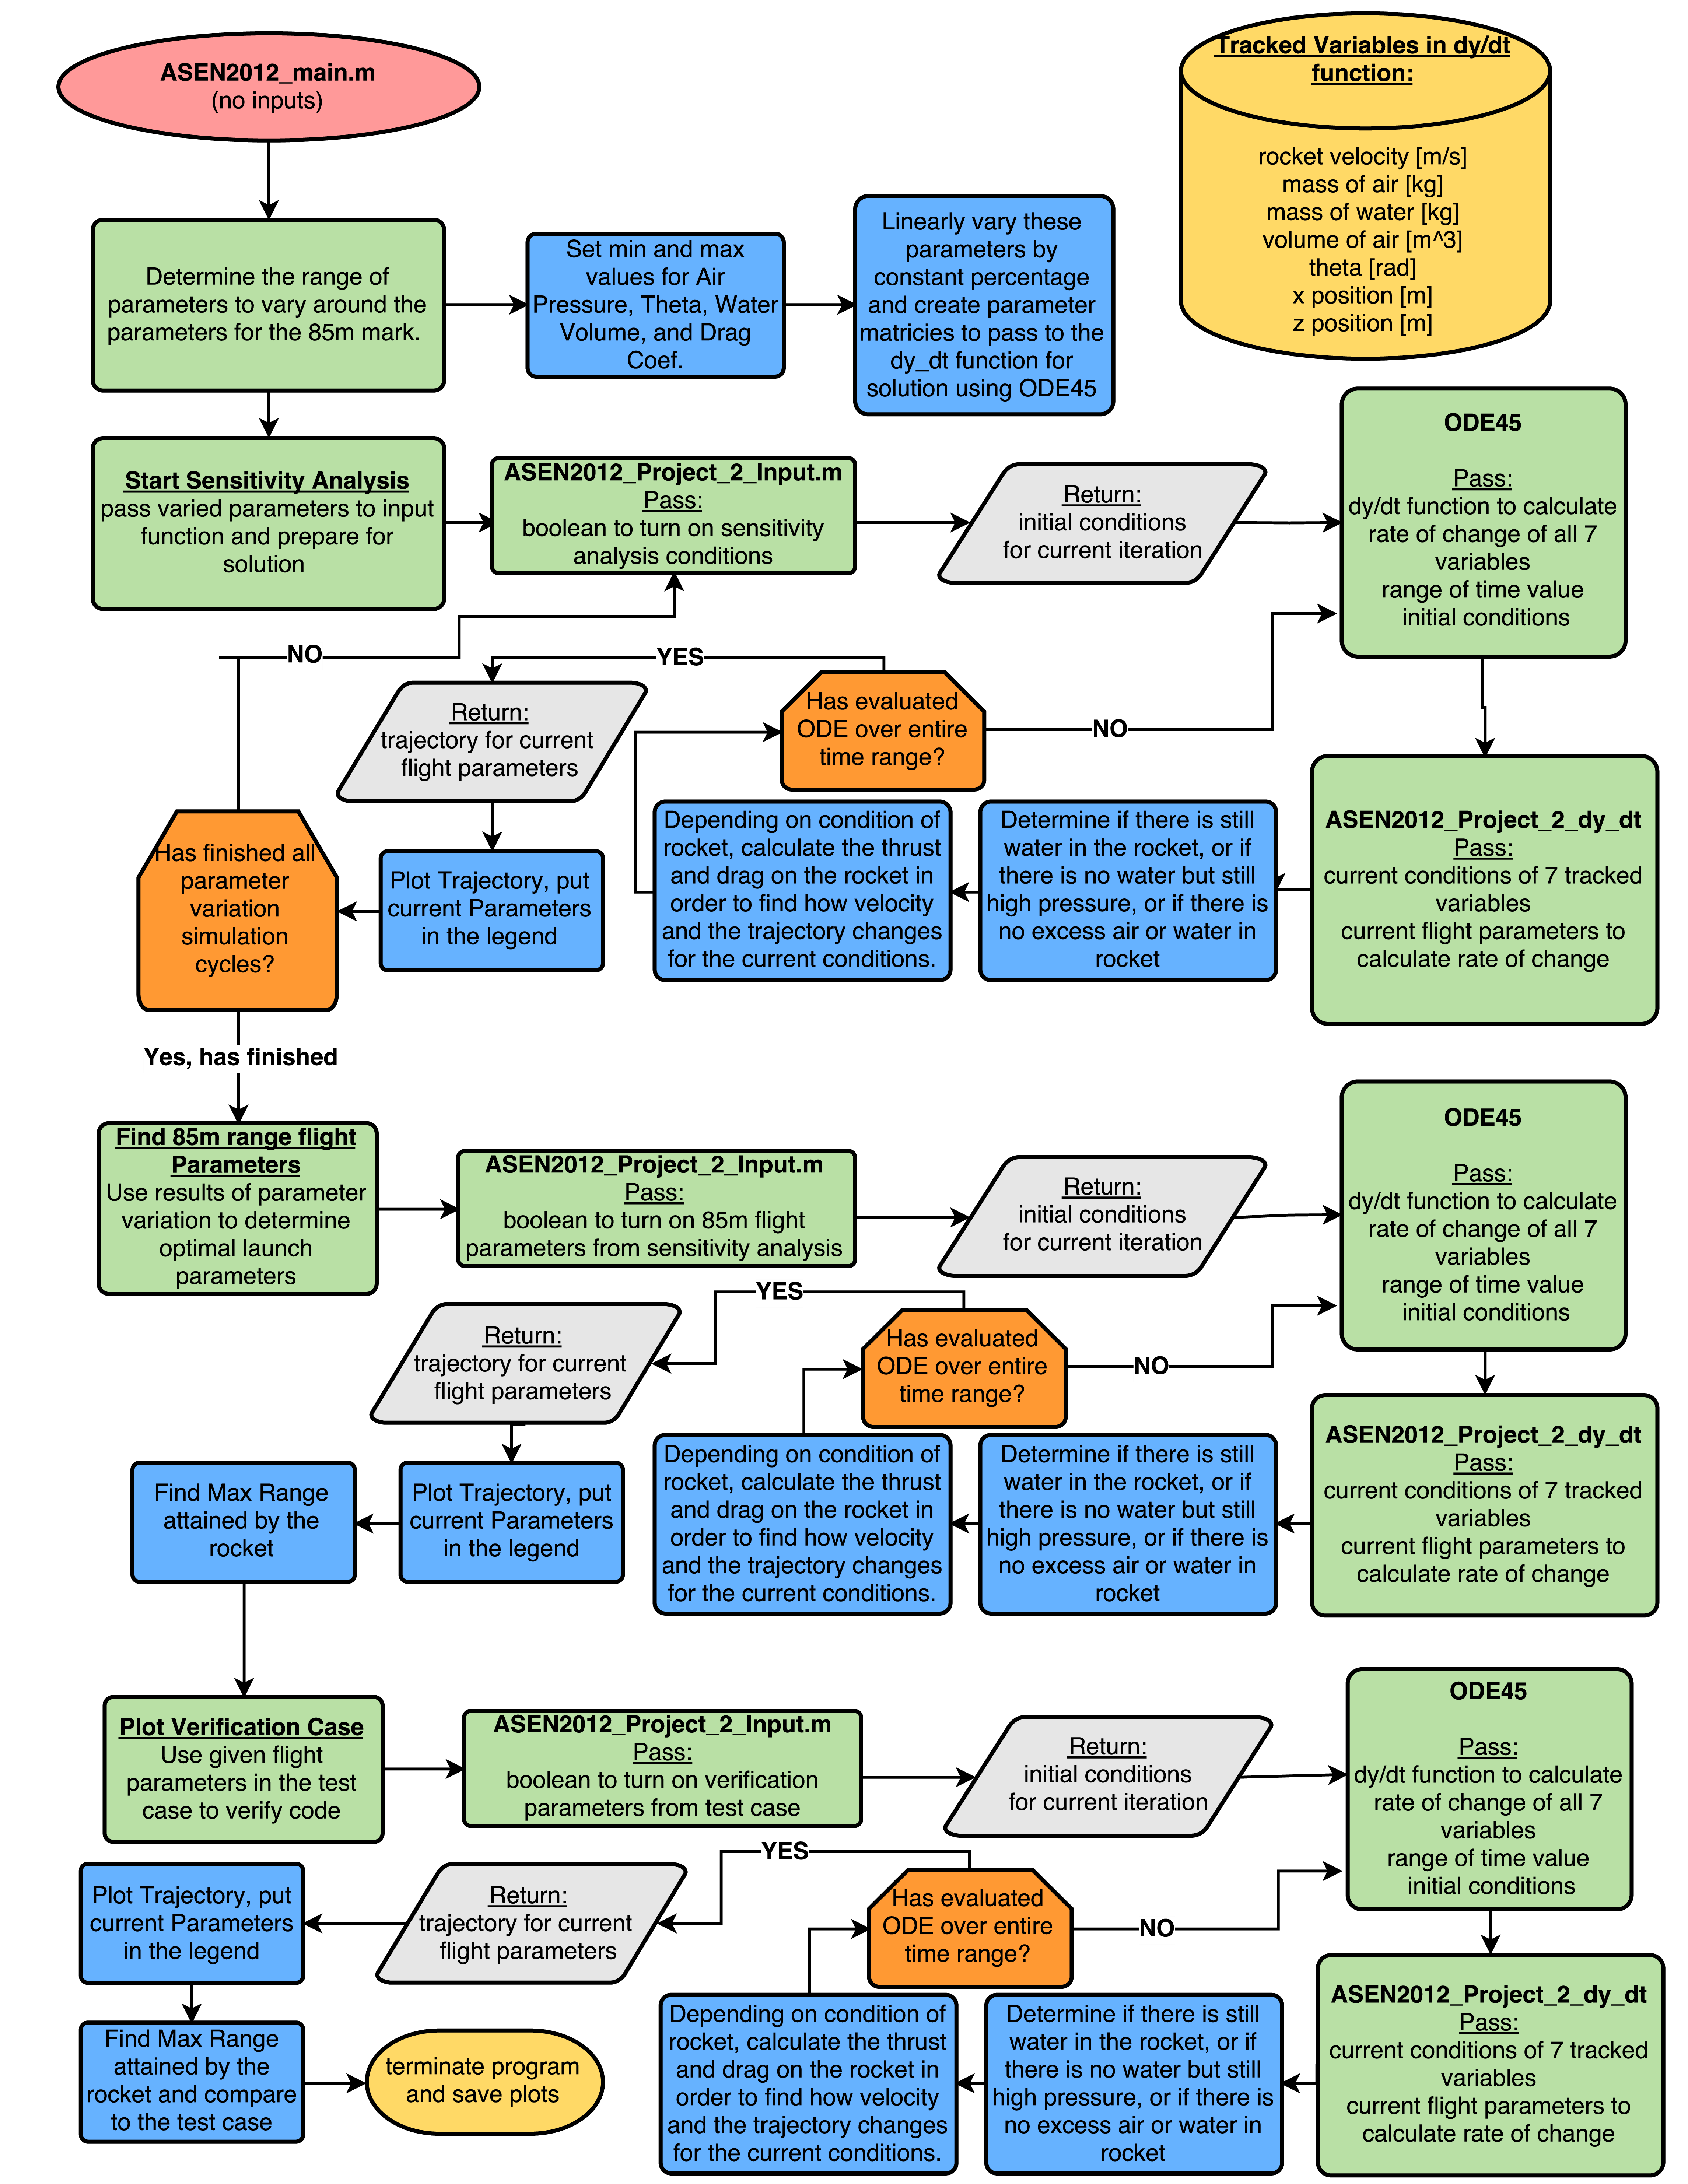 ASEN2012_main.m
(no inputs)
Tracked Variables in dy/dt
function:
rocket velocity [m/s]
mass of air [kg]
mass of water [kg]
volume of air [m^3]
theta [rad]
x position [m]
z position [m]
Determine the range of
parameters to vary around the
parameters for the 85m mark.
Set min and max
values for Air
Pressure, Theta, Water
Volume, and Drag
Coef.
Linearly vary these
parameters by
constant percentage
and create parameter
matricies to pass to the
dy_dt function for
solution using ODE45
Start Sensitivity Analysis
pass varied parameters to input
function and prepare for
solution
ASEN2012_Project_2_Input.m
Pass:
boolean to turn on sensitivity
analysis conditions
Return:
initial conditions
for current iteration
ODE45
Pass:
dy/dt function to calculate
rate of change of all 7
variables
range of time value
initial conditions
NO
YES
Return:
trajectory for current
flight parameters
Has evaluated
ODE over entire
time range?
NO
Has finished all
parameter
variation
simulation
cycles?
Plot Trajectory, put
current Parameters
in the legend
Depending on condition of
rocket, calculate the thrust
and drag on the rocket in
order to find how velocity
and the trajectory changes
for the current conditions.
Determine if there is still
water in the rocket, or if
there is no water but still
high pressure, or if there is
no excess air or water in
rocket
ASEN2012_Project_2_dy_dt
Pass:
current conditions of 7 tracked
variables
current flight parameters to
calculate rate of change
Yes, has finished
Find 85m range flight
Parameters
Use results of parameter
variation to determine
optimal launch
parameters
ASEN2012_Project_2_Input.m
Pass:
boolean to turn on 85m flight
parameters from sensitivity analysis
Return:
initial conditions
for current iteration
ODE45
Pass:
dy/dt function to calculate
rate of change of all 7
variables
range of time value
initial conditions
YES
Return:
trajectory for current
flight parameters
Has evaluated
ODE over entire
time range?
NO
Find Max Range
attained by the
rocket
Plot Trajectory, put
current Parameters
in the legend
Depending on condition of
rocket, calculate the thrust
and drag on the rocket in
order to find how velocity
and the trajectory changes
for the current conditions.
Determine if there is still
water in the rocket, or if
there is no water but still
high pressure, or if there is
no excess air or water in
rocket
ASEN2012_Project_2_dy_dt
Pass:
current conditions of 7 tracked
variables
current flight parameters to
calculate rate of change
Plot Verification Case
Use given flight
parameters in the test
case to verify code
ASEN2012_Project_2_Input.m
Pass:
boolean to turn on verification
parameters from test case
Return:
initial conditions
for current iteration
ODE45
Pass:
dy/dt function to calculate
rate of change of all 7
variables
range of time value
initial conditions
YES
Plot Trajectory, put
current Parameters
in the legend
Return:
trajectory for current
flight parameters
Has evaluated
ODE over entire
time range?
NO
Find Max Range
attained by the
rocket and compare
to the test case
terminate program
and save plots
Depending on condition of
rocket, calculate the thrust
and drag on the rocket in
order to find how velocity
and the trajectory changes
for the current conditions.
Determine if there is still
water in the rocket, or if
there is no water but still
high pressure, or if there is
no excess air or water in
rocket
ASEN2012_Project_2_dy_dt
Pass:
current conditions of 7 tracked
variables
current flight parameters to
calculate rate of change